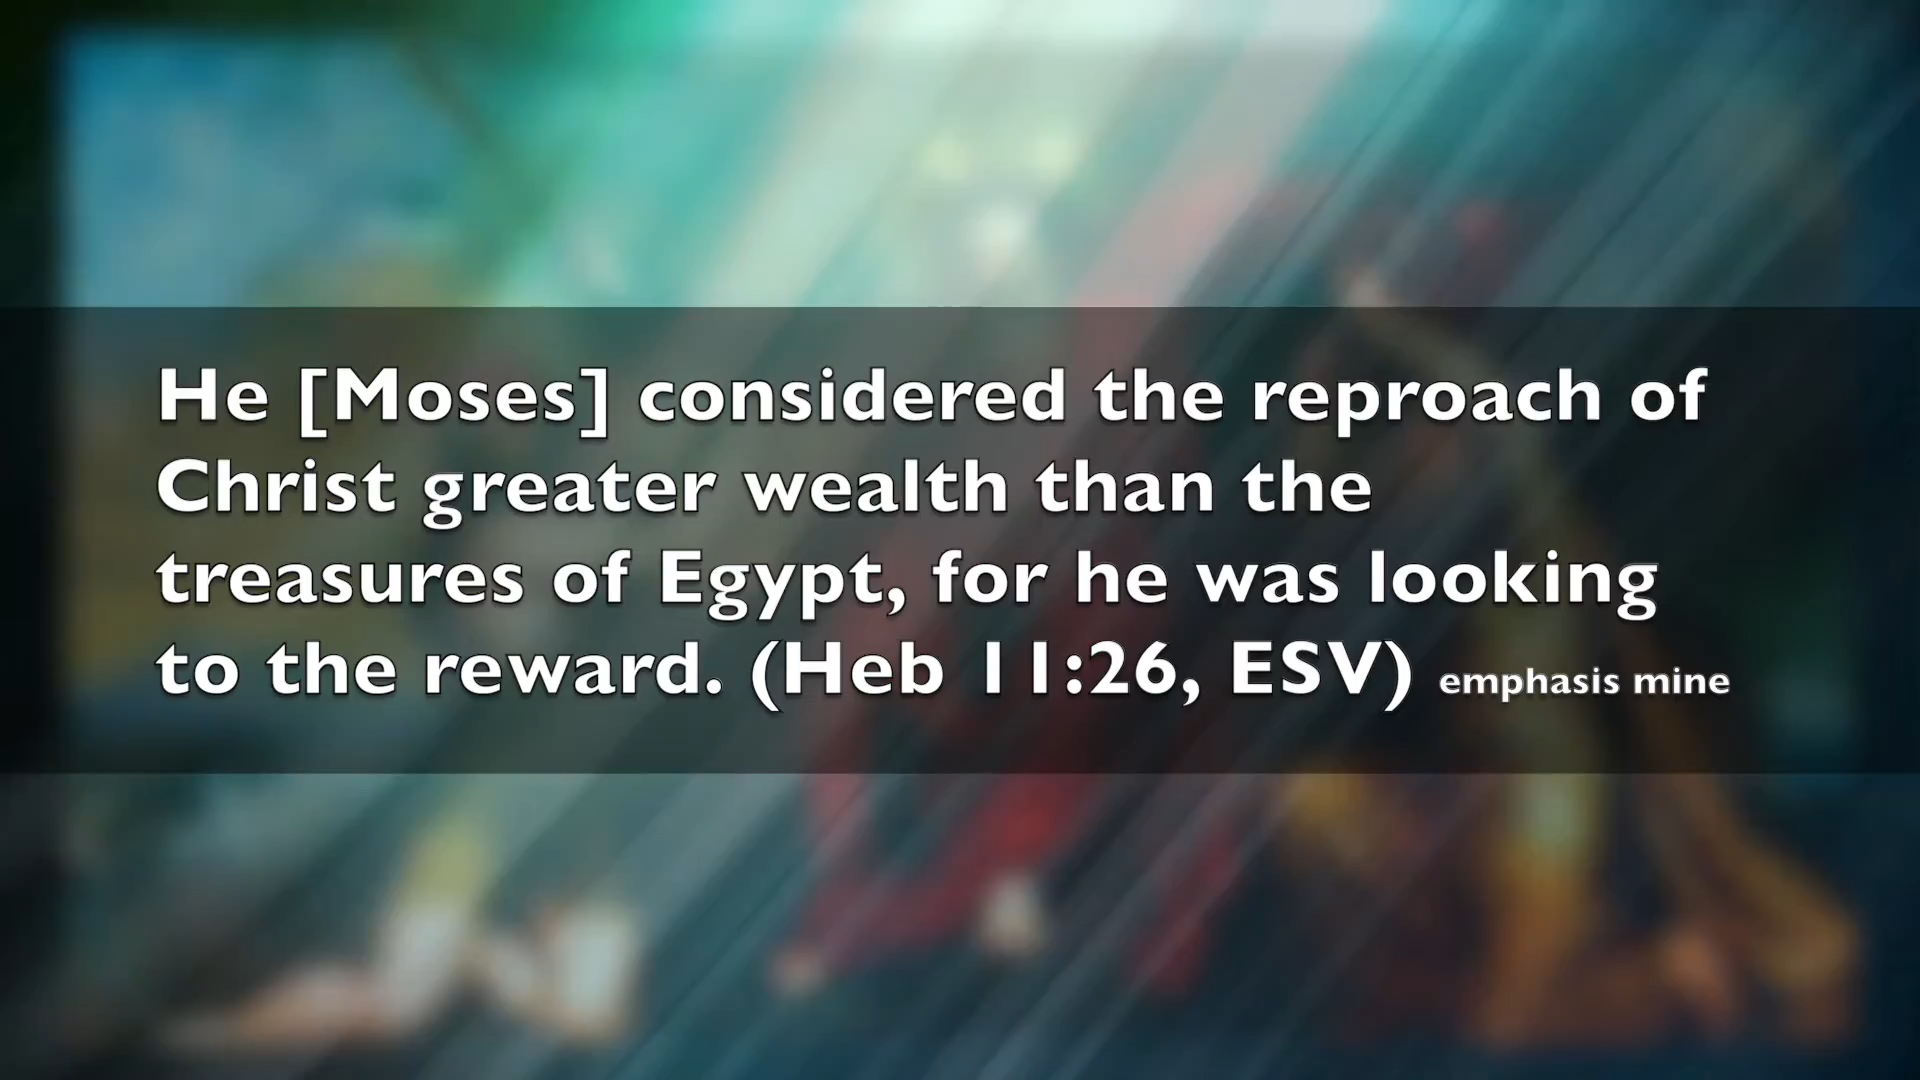 He [Moses] considered the reproach of
Christ greater wealth than the
treasures of Egypt, for he was looking
to the reward. (Heb 11:26, ESV) emphasis mine